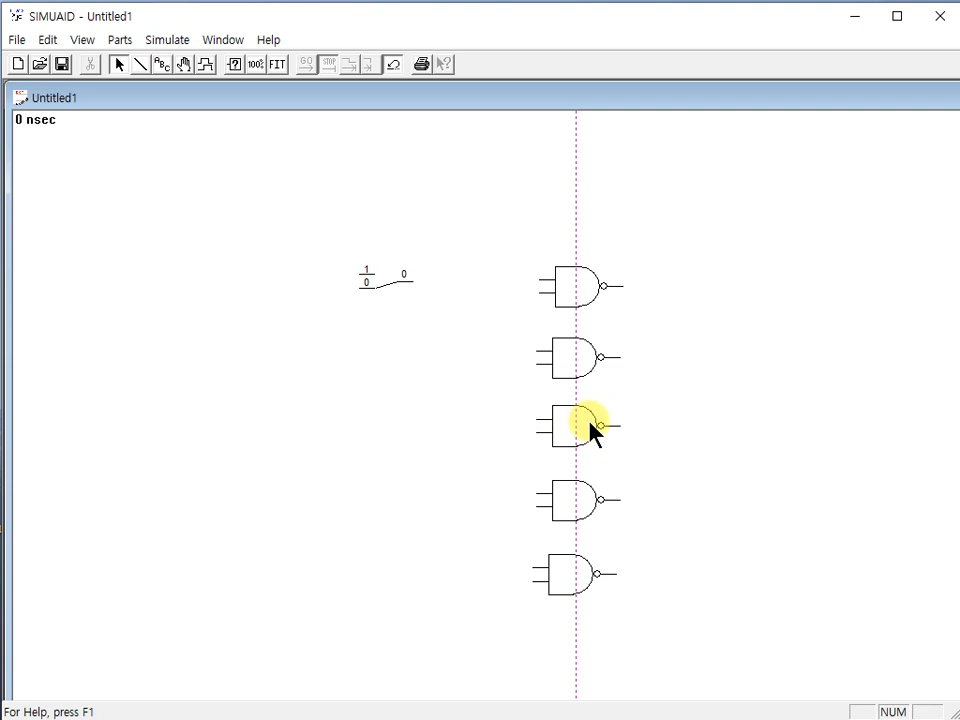 SIMUAID - Untitled1
File Edit View Parts Simulate Window Help
ABC ? 100% FIT GO STOP ?
Untitled1
0 nsec
1
0 0
For Help, press F1 NUM